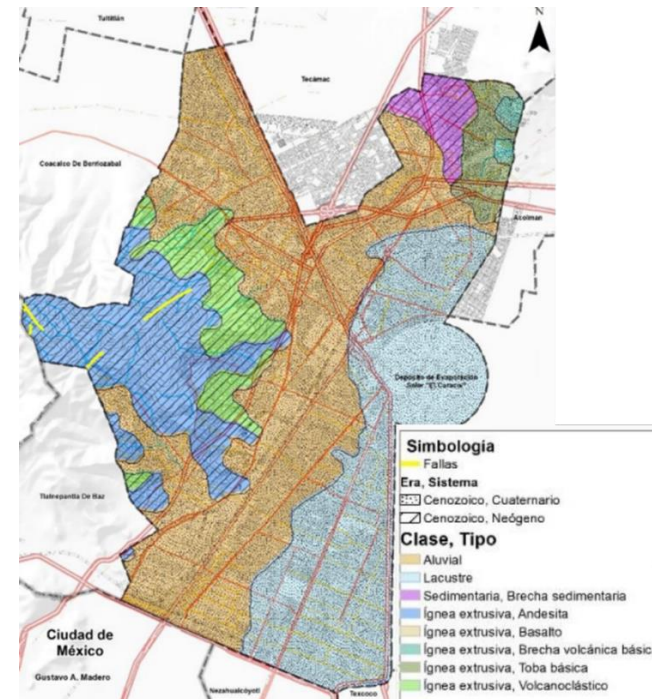 Tultitlán
N
Tecámac
Coacalco De Berriozábal
Acolman
Depósito de Evaporación
Solar "El Caracol"
Tlalnepantla De Baz
Ciudad de
México
Gustavo A. Madero
Nezahualcóyotl
Texcoco
Simbología
Fallas
Era, Sistema
Cenozoico, Cuaternario
Cenozoico, Neógeno
Clase, Tipo
Aluvial
Lacustre
Sedimentaria, Brecha sedimentaria
Ígnea extrusiva, Andesita
Ígnea extrusiva, Basalto
Ígnea extrusiva, Brecha volcánica básic
Ígnea extrusiva, Toba básica
Ígnea extrusiva, Volcanoclástico